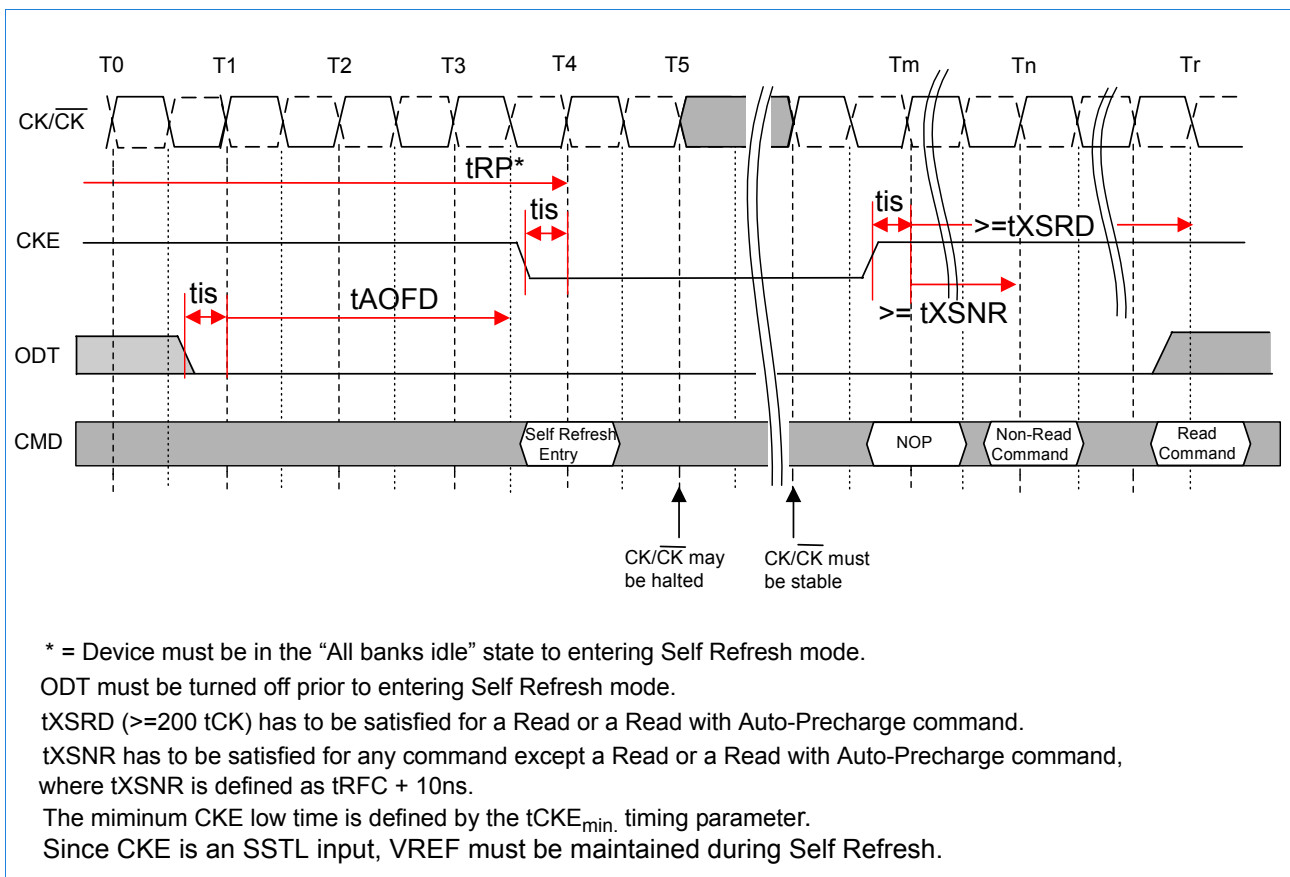 T0 T1 T2 T3 T4 T5 Tm Tn Tr
CK/C̅K̅
tRP*
tis
tis
CKE
>=tXSRD
tis
tAOFD
>= tXSNR
ODT
CMD
Self Refresh
Entry
NOP
Non-Read
Command
Read
Command
CK/C̅K̅ may
be halted
CK/C̅K̅ must
be stable
* = Device must be in the “All banks idle” state to entering Self Refresh mode.
ODT must be turned off prior to entering Self Refresh mode.
tXSRD (>=200 tCK) has to be satisfied for a Read or a Read with Auto-Precharge command.
tXSNR has to be satisfied for any command except a Read or a Read with Auto-Precharge command,
where tXSNR is defined as tRFC + 10ns.
The miminum CKE low time is defined by the tCKEmin. timing parameter.
Since CKE is an SSTL input, VREF must be maintained during Self Refresh.